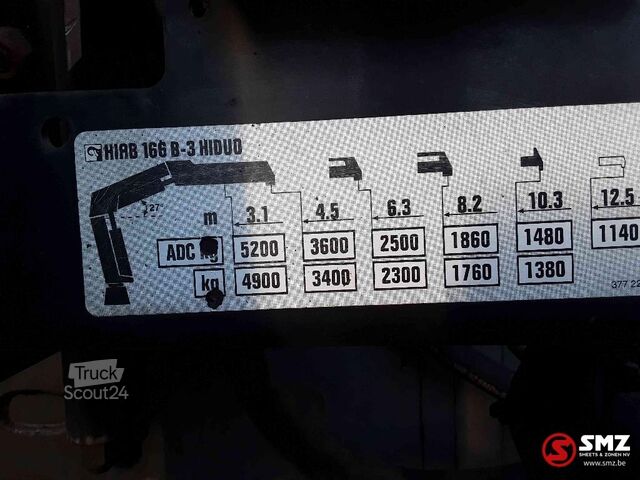 HIAB 166 B-3 HIDUO
27°
m 3.1 4.5 6.3 8.2 10.3 12.5
ADC kg 5200 3600 2500 1860 1480 1140
kg 4900 3400 2300 1760 1380
377 22
Truck
Scout24
SMZ
SHEETS & ZONEN NV
www.smz.be